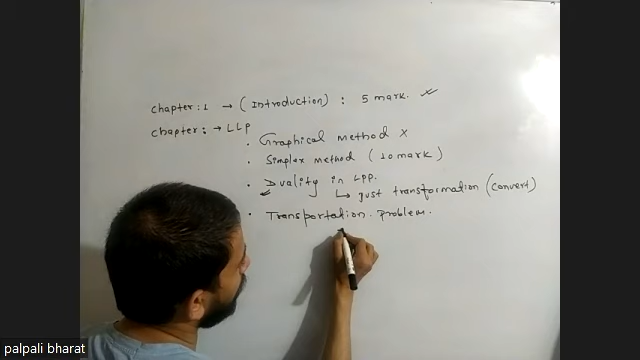 chapter: 1 → (Introduction) : 5 mark. ✓
chapter: → LLP
• Graphical method ×
• Simplex method (10 mark)
• Duality in LPP.
↳ just transformation (convert)
• Transportation problem.
palpali bharat